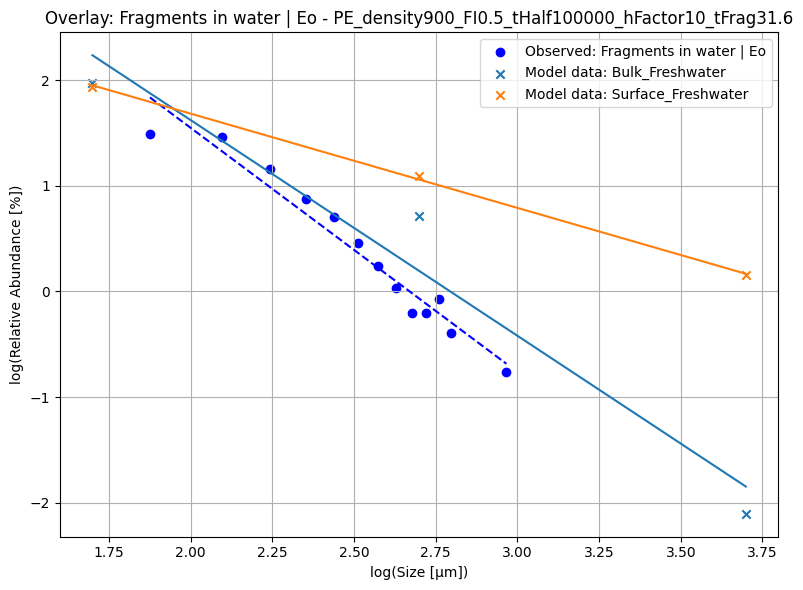 Overlay: Fragments in water | Eo - PE_density900_FI0.5_tHalf100000_hFactor10_tFrag31.6
Observed: Fragments in water | Eo
Model data: Bulk_Freshwater
Model data: Surface_Freshwater
log(Relative Abundance [%])
2
1
0
−1
−2
1.75
2.00
2.25
2.50
2.75
3.00
3.25
3.50
3.75
log(Size [μm])